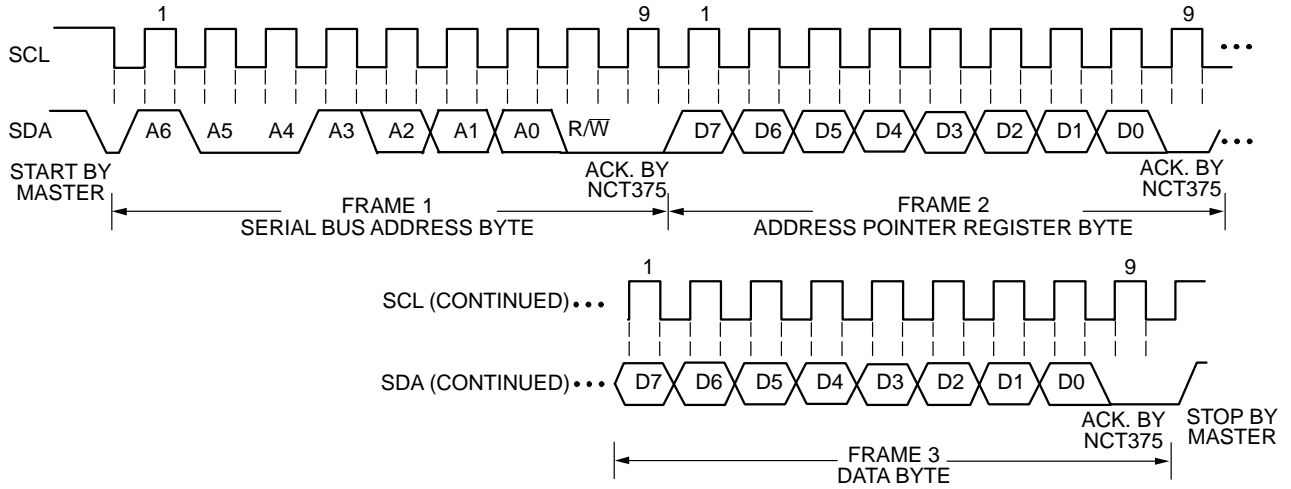 1 9 1 9
SCL
SDA A6 A5 A4 A3 A2 A1 A0 R/W̅ D7 D6 D5 D4 D3 D2 D1 D0
START BY
MASTER
ACK. BY
NCT375
ACK. BY
NCT375
FRAME 1
SERIAL BUS ADDRESS BYTE
FRAME 2
ADDRESS POINTER REGISTER BYTE
1 9
SCL (CONTINUED)
SDA (CONTINUED) D7 D6 D5 D4 D3 D2 D1 D0
ACK. BY
NCT375
STOP BY
MASTER
FRAME 3
DATA BYTE